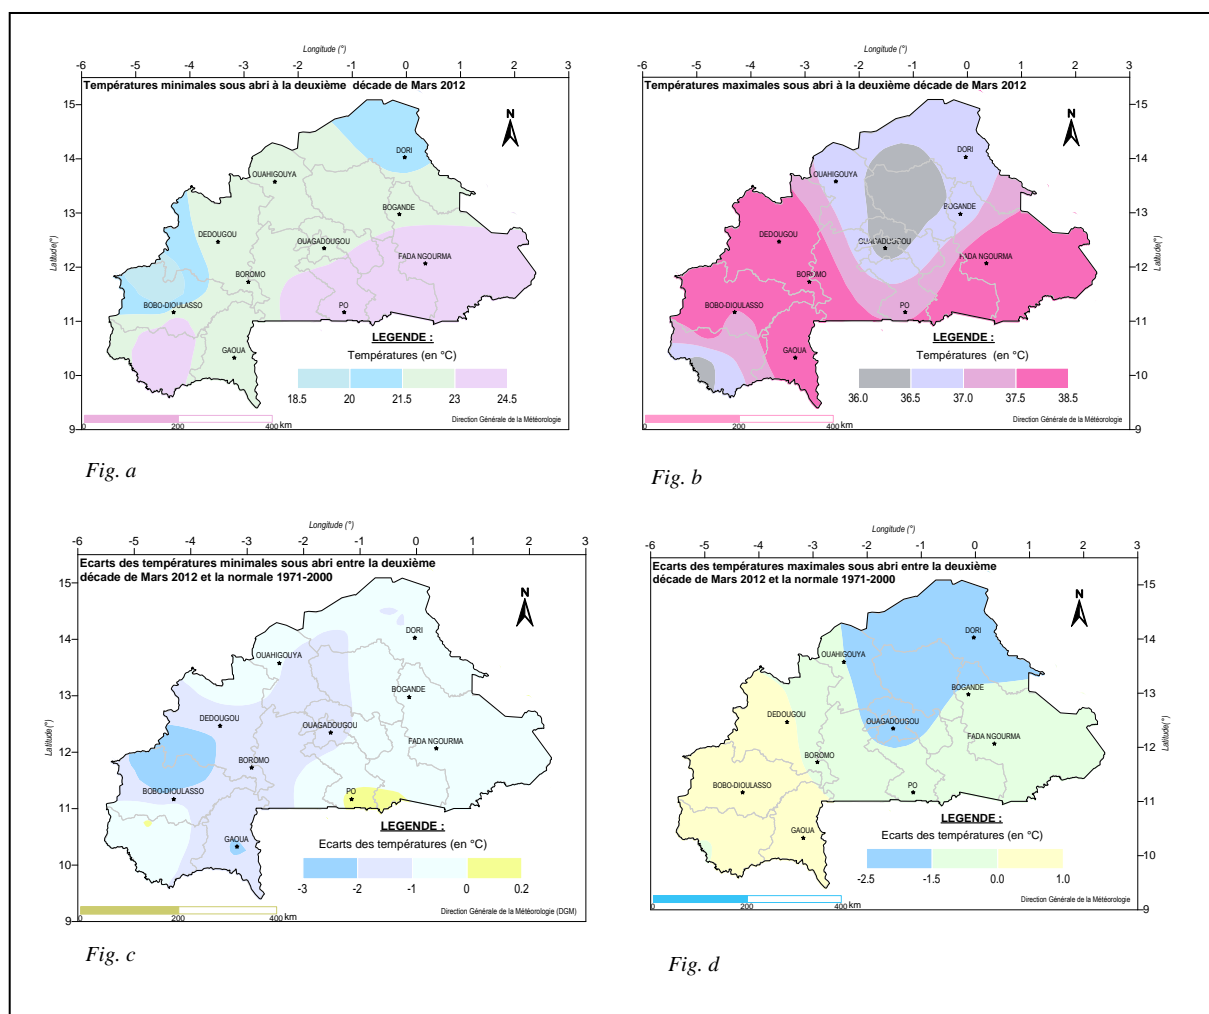 Longitude (°)
-6 -5 -4 -3 -2 -1 0 1 2 3
Températures minimales sous abri à la deuxième décade de Mars 2012
N
15
14
13
12
11
10
9
Latitude(°)
DORI
OUAHIGOUYA
BOGANDE
DEDOUGOU
OUAGADOUGOU
FADA NGOURMA
BOROMO
BOBO-DIOULASSO
PO
GAOUA
LEGENDE :
Températures (en °C)
18.5 20 21.5 23 24.5
Direction Générale de la Météorologie
0 200 400 km
Fig. a
Longitude (°)
-6 -5 -4 -3 -2 -1 0 1 2 3
Températures maximales sous abri à la deuxième décade de Mars 2012
N
15
14
13
12
11
10
9
Latitude(°)
DORI
OUAHIGOUYA
BOGANDE
DEDOUGOU
OUAGADOUGOU
FADA NGOURMA
BOROMO
BOBO-DIOULASSO
PO
GAOUA
LEGENDE :
Températures (en °C)
36.0 36.5 37.0 37.5 38.5
Direction Générale de la Météorologie
0 200 400 km
Fig. b
Longitude (°)
-6 -5 -4 -3 -2 -1 0 1 2 3
Ecarts des températures minimales sous abri entre la deuxième
décade de Mars 2012 et la normale 1971-2000
N
15
14
13
12
11
10
9
Latitude(°)
DORI
OUAHIGOUYA
BOGANDE
DEDOUGOU
OUAGADOUGOU
FADA NGOURMA
BOROMO
BOBO-DIOULASSO
PO
GAOUA
LEGENDE :
Ecarts des températures (en °C)
-3 -2 -1 0 0.2
Direction Générale de la Météorologie (DGM)
0 200 400 km
Fig. c
Longitude (°)
-6 -5 -4 -3 -2 -1 0 1 2 3
Ecarts des températures maximales sous abri entre la deuxième
décade de Mars 2012 et la normale 1971-2000
N
15
14
13
12
11
10
9
Latitude(°)
DORI
OUAHIGOUYA
BOGANDE
DEDOUGOU
OUAGADOUGOU
FADA NGOURMA
BOROMO
BOBO-DIOULASSO
PO
GAOUA
LEGENDE :
Ecarts des températures (en °C)
-2.5 -1.5 0.0 1.0
Direction Générale de la Météorologie
0 200 400 km
Fig. d